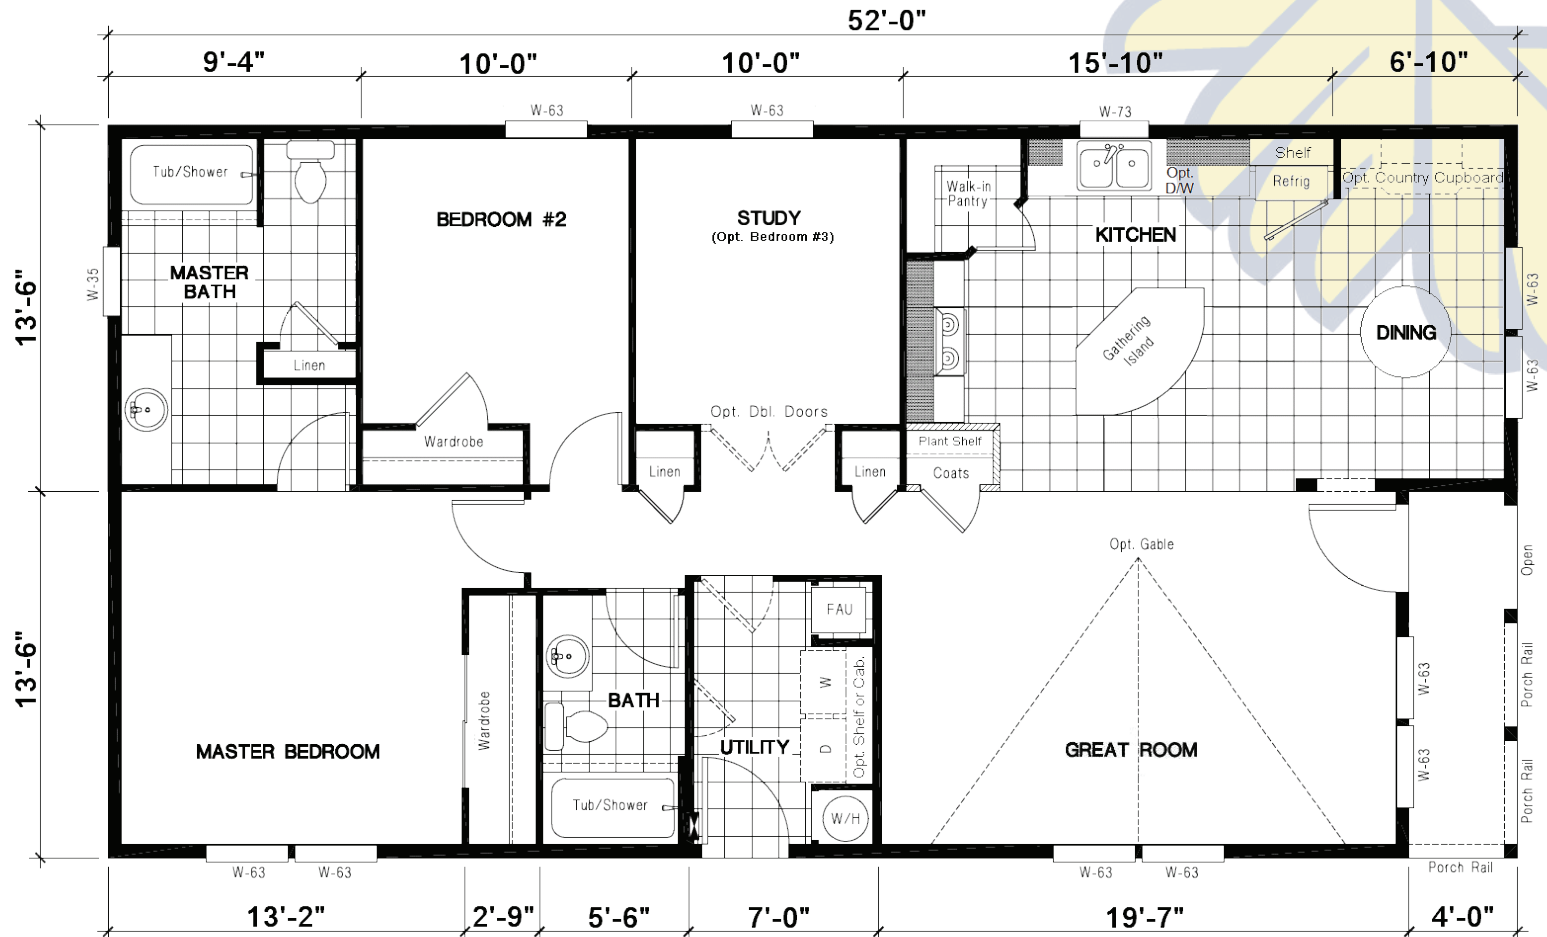 52'-0"
9'-4"
10'-0"
10'-0"
15'-10"
6'-10"
W-63
W-63
W-73
13'-6"
13'-6"
W-35
Tub/Shower
MASTER
BATH
Linen
BEDROOM #2
Wardrobe
STUDY
(Opt. Bedroom #3)
Opt. Dbl. Doors
Linen
Linen
Walk-in
Pantry
Opt.
D/W
Shelf
Refrig
Opt. Country Cupboard
KITCHEN
Gathering
Island
DINING
W-63
W-63
Plant Shelf
Coats
MASTER BEDROOM
Wardrobe
BATH
Tub/Shower
UTILITY
FAU
W
D
Opt. Shelf or Cab.
W/H
Opt. Gable
GREAT ROOM
W-63
W-63
Open
Porch Rail
Porch Rail
Porch Rail
W-63
W-63
W-63
W-63
13'-2"
2'-9"
5'-6"
7'-0"
19'-7"
4'-0"